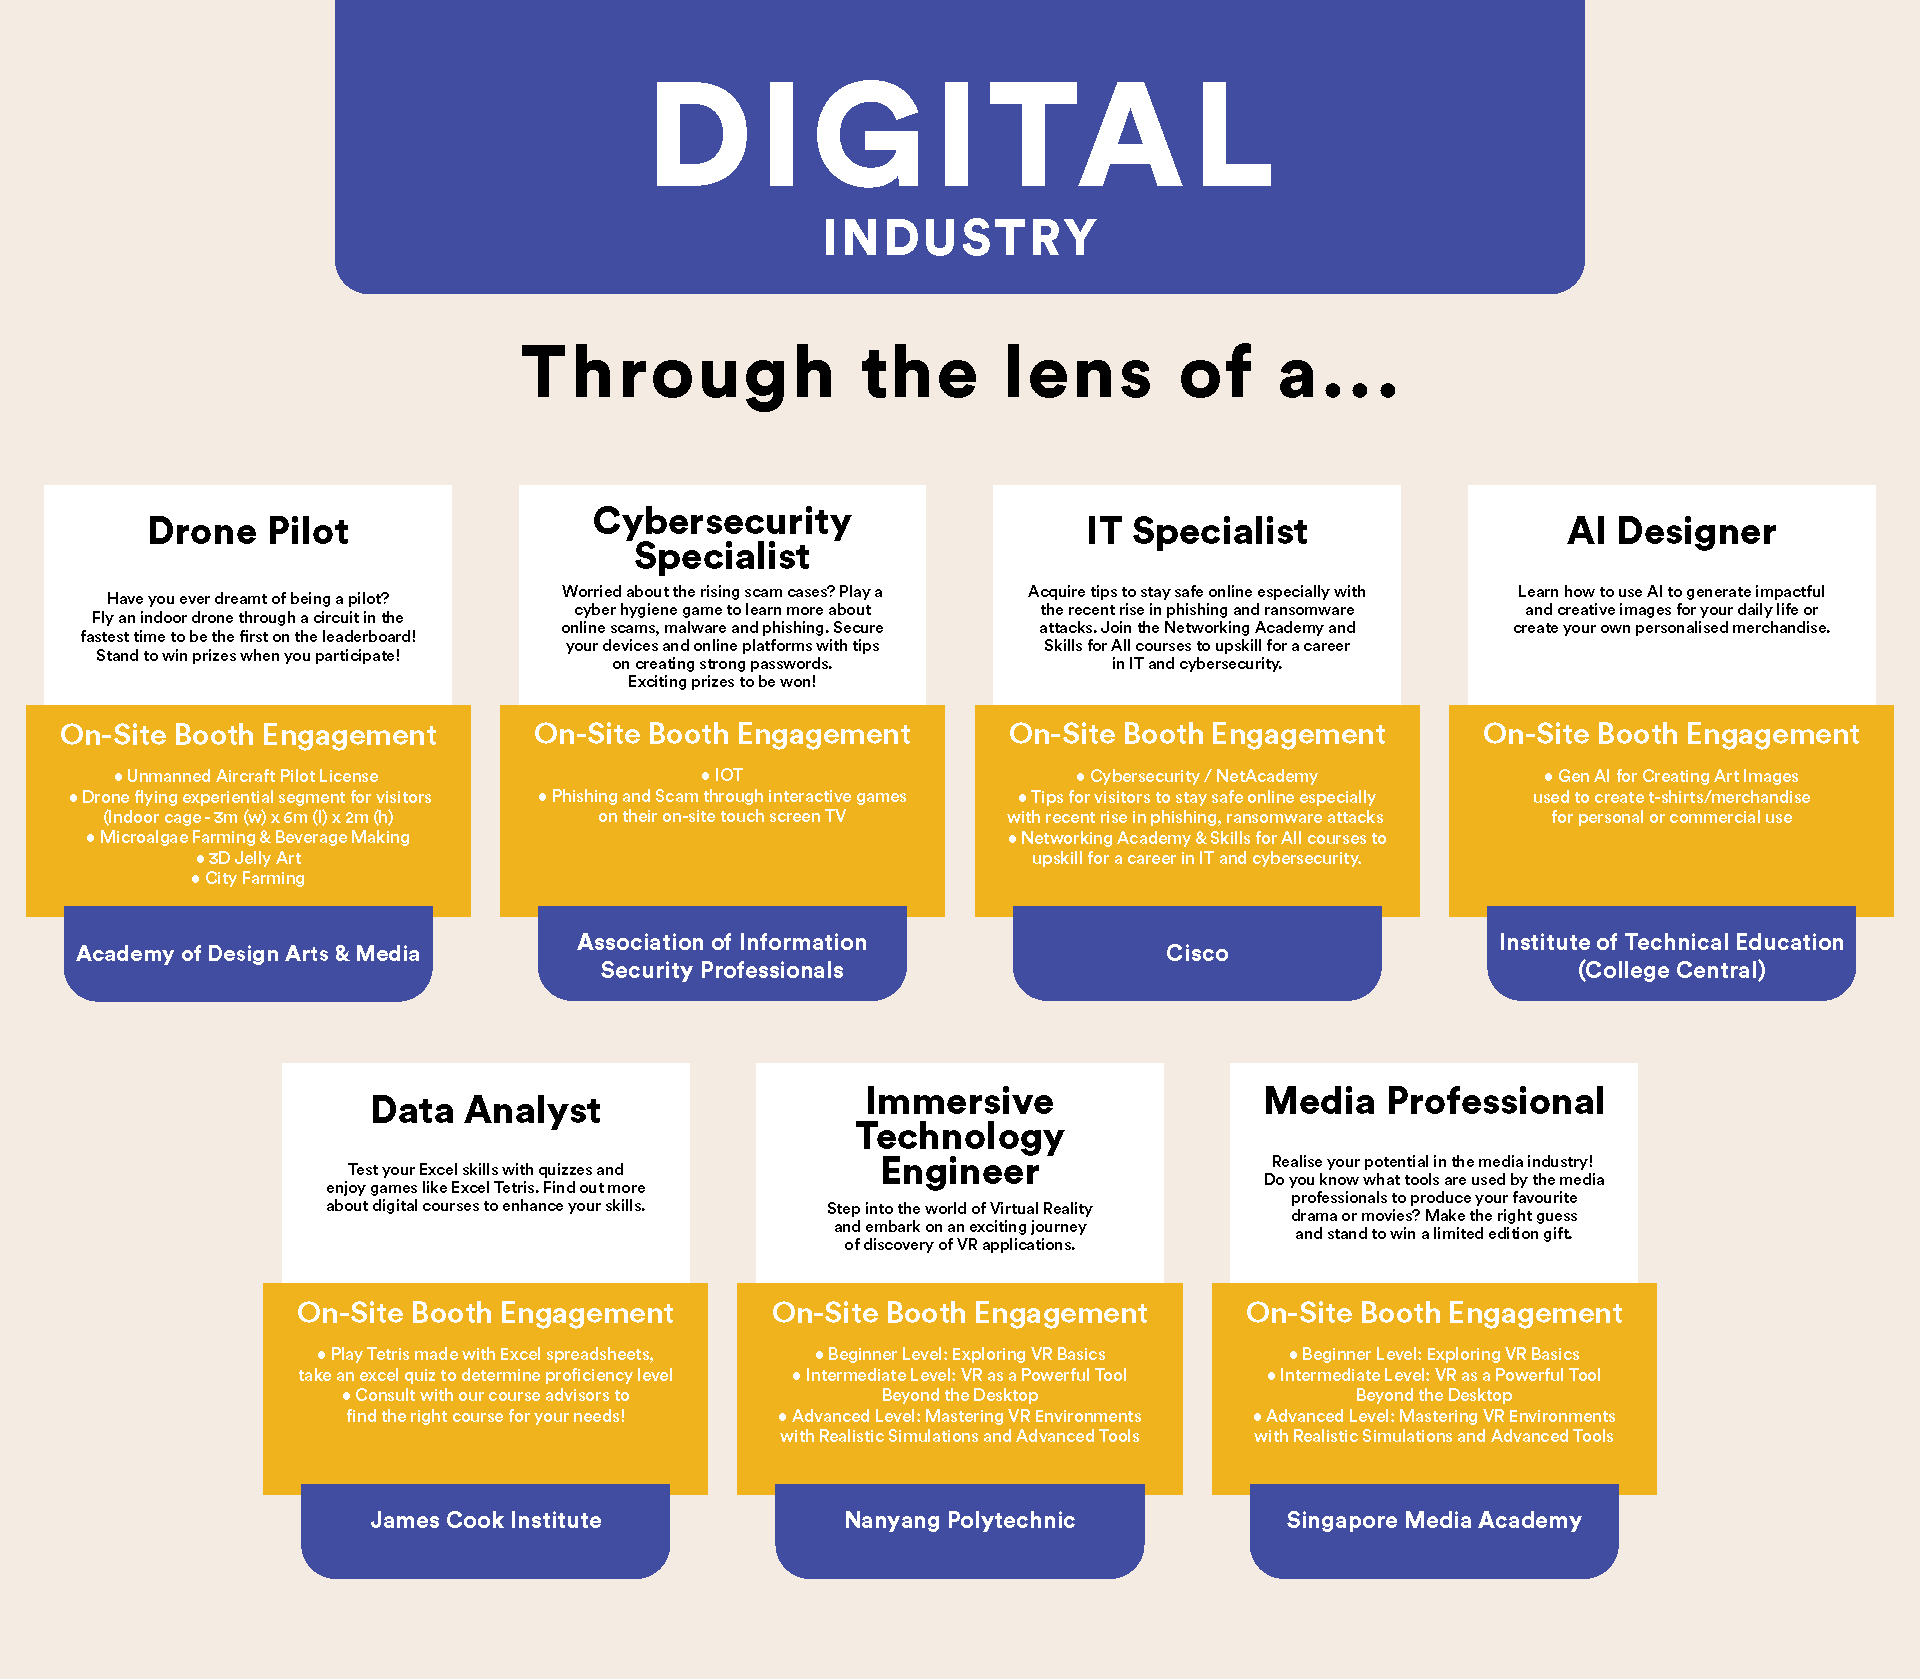 DIGITAL
INDUSTRY
Through the lens of a...
Drone Pilot
Have you ever dreamt of being a pilot?
Fly an indoor drone through a circuit in the
fastest time to be the first on the leaderboard!
Stand to win prizes when you participate!
On-Site Booth Engagement
● Unmanned Aircraft Pilot License
● Drone flying experiential segment for visitors
(Indoor cage - 3m (w) x 6m (l) x 2m (h)
● Microalgae Farming & Beverage Making
● 3D Jelly Art
● City Farming
Academy of Design Arts & Media
Cybersecurity
Specialist
Worried about the rising scam cases? Play a
cyber hygiene game to learn more about
online scams, malware and phishing. Secure
your devices and online platforms with tips
on creating strong passwords.
Exciting prizes to be won!
On-Site Booth Engagement
● IOT
● Phishing and Scam through interactive games
on their on-site touch screen TV
Association of Information
Security Professionals
IT Specialist
Acquire tips to stay safe online especially with
the recent rise in phishing and ransomware
attacks. Join the Networking Academy and
Skills for All courses to upskill for a career
in IT and cybersecurity.
On-Site Booth Engagement
● Cybersecurity / NetAcademy
● Tips for visitors to stay safe online especially
with recent rise in phishing, ransomware attacks
● Networking Academy & Skills for All courses to
upskill for a career in IT and cybersecurity.
Cisco
AI Designer
Learn how to use AI to generate impactful
and creative images for your daily life or
create your own personalised merchandise.
On-Site Booth Engagement
● Gen AI for Creating Art Images
used to create t-shirts/merchandise
for personal or commercial use
Institute of Technical Education
(College Central)
Data Analyst
Test your Excel skills with quizzes and
enjoy games like Excel Tetris. Find out more
about digital courses to enhance your skills.
On-Site Booth Engagement
● Play Tetris made with Excel spreadsheets,
take an excel quiz to determine proficiency level
● Consult with our course advisors to
find the right course for your needs!
James Cook Institute
Immersive
Technology
Engineer
Step into the world of Virtual Reality
and embark on an exciting journey
of discovery of VR applications.
On-Site Booth Engagement
● Beginner Level: Exploring VR Basics
● Intermediate Level: VR as a Powerful Tool
Beyond the Desktop
● Advanced Level: Mastering VR Environments
with Realistic Simulations and Advanced Tools
Nanyang Polytechnic
Media Professional
Realise your potential in the media industry!
Do you know what tools are used by the media
professionals to produce your favourite
drama or movies? Make the right guess
and stand to win a limited edition gift.
On-Site Booth Engagement
● Beginner Level: Exploring VR Basics
● Intermediate Level: VR as a Powerful Tool
Beyond the Desktop
● Advanced Level: Mastering VR Environments
with Realistic Simulations and Advanced Tools
Singapore Media Academy